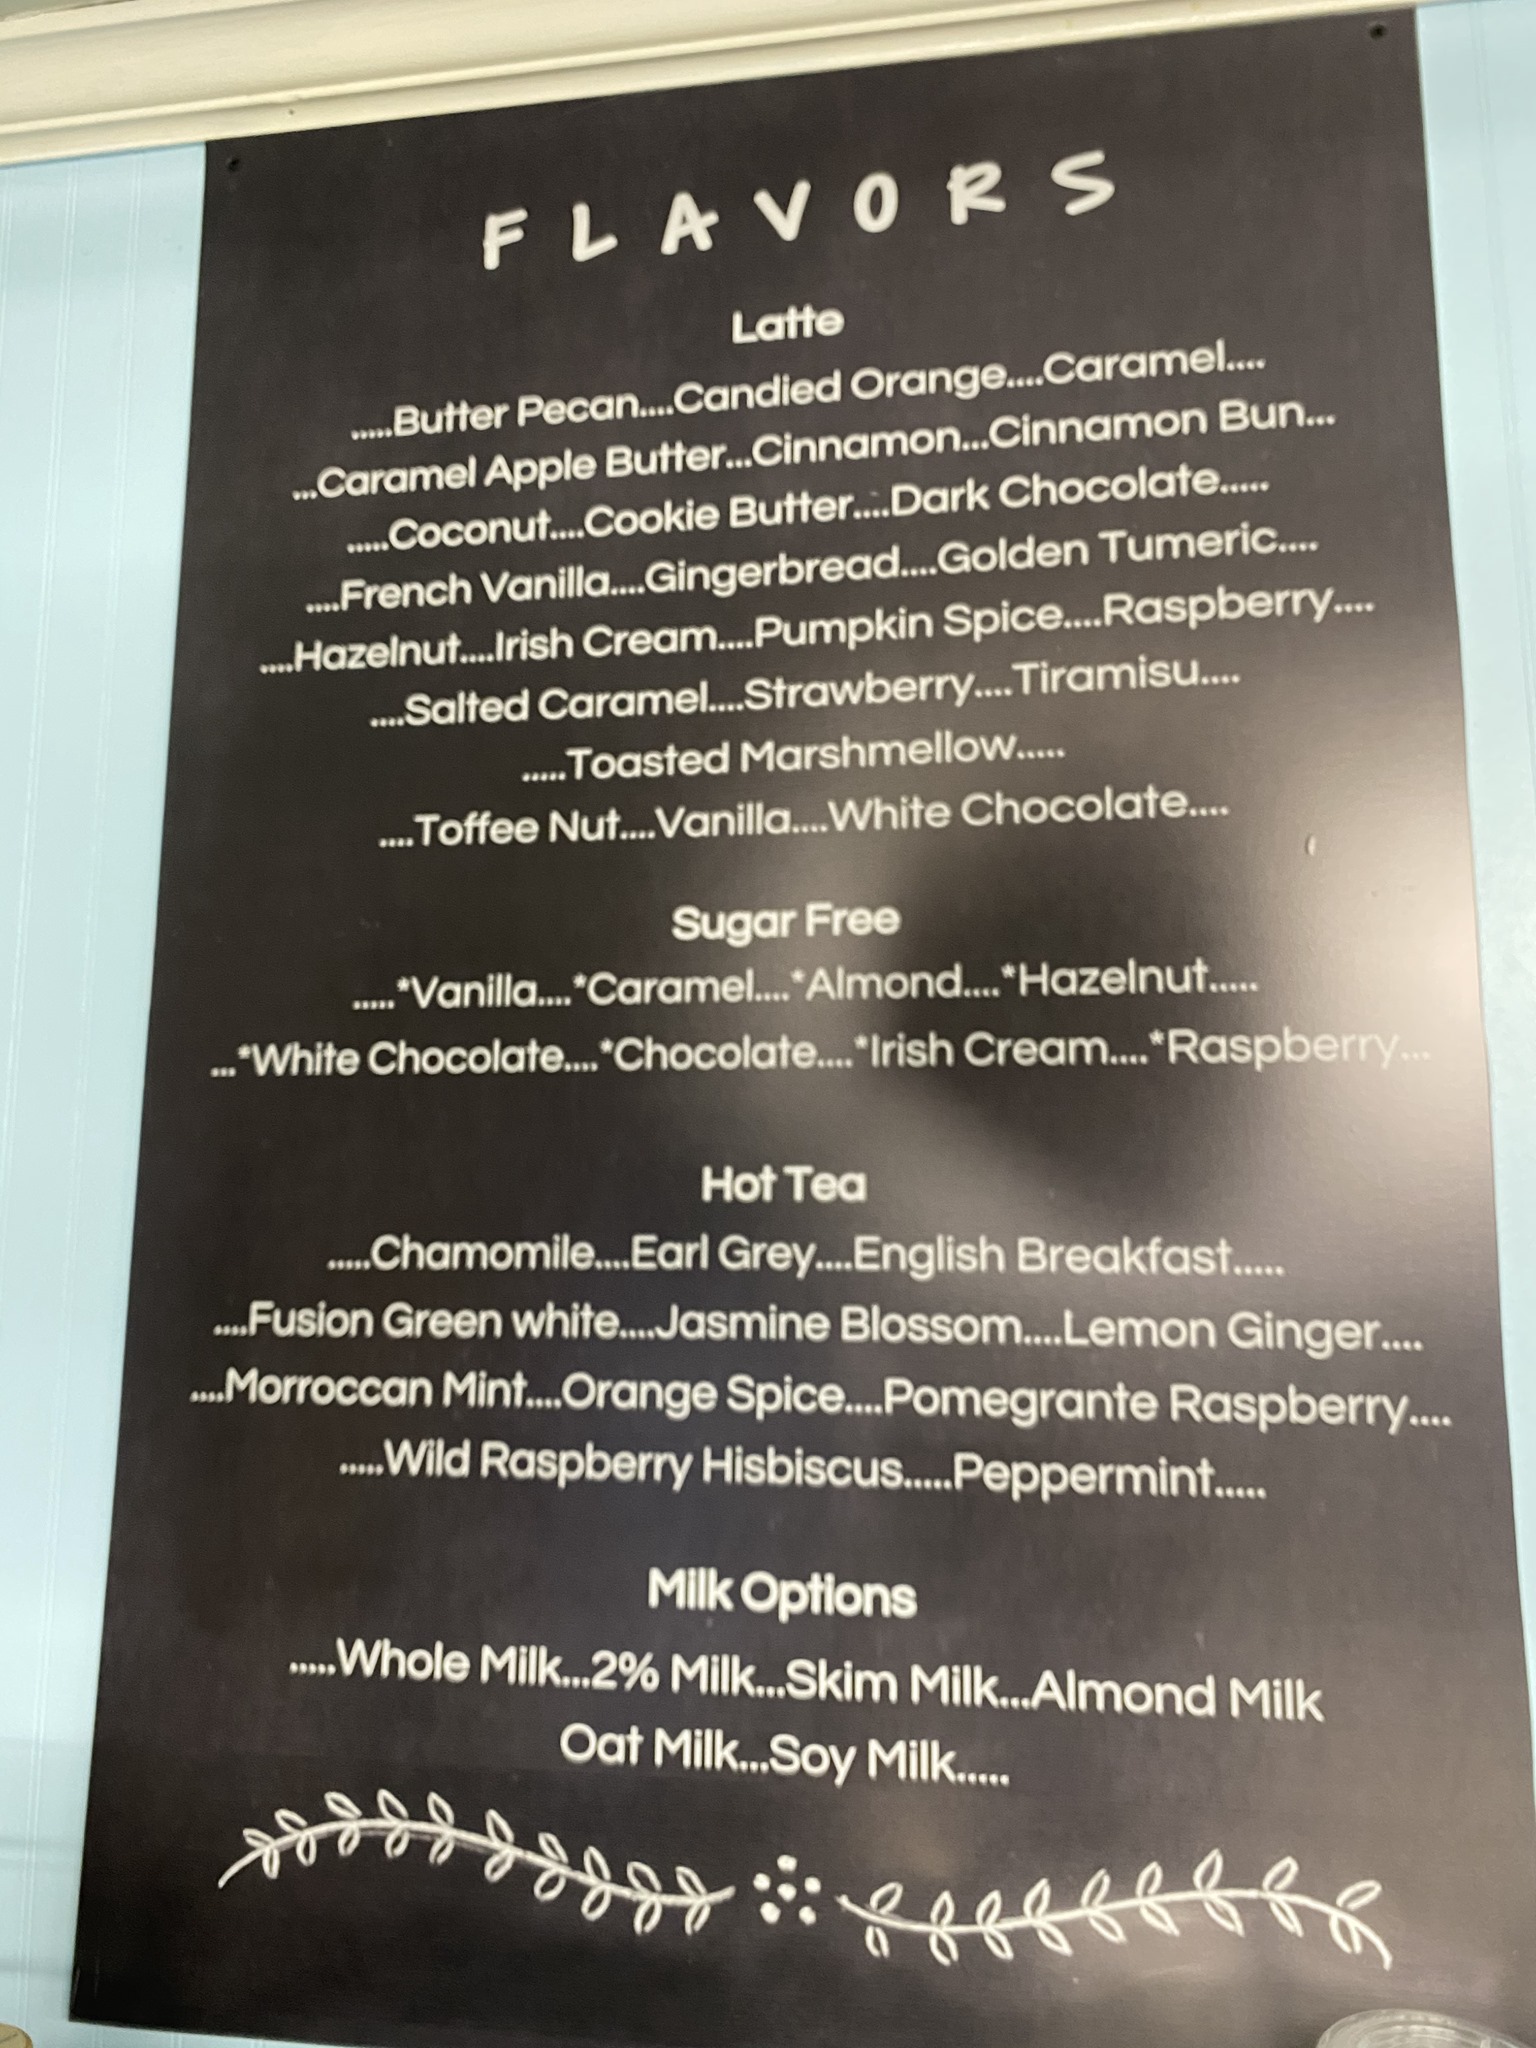 FLAVORS
Latte
.....Butter Pecan....Candied Orange....Caramel....
...Caramel Apple Butter...Cinnamon...Cinnamon Bun...
.....Coconut....Cookie Butter....Dark Chocolate.....
....French Vanilla....Gingerbread....Golden Tumeric....
....Hazelnut....Irish Cream....Pumpkin Spice....Raspberry....
....Salted Caramel....Strawberry....Tiramisu....
.....Toasted Marshmellow.....
....Toffee Nut....Vanilla....White Chocolate....
Sugar Free
.....*Vanilla....*Caramel....*Almond....*Hazelnut.....
...*White Chocolate....*Chocolate....*Irish Cream....*Raspberry...
Hot Tea
.....Chamomile....Earl Grey....English Breakfast.....
....Fusion Green white....Jasmine Blossom....Lemon Ginger....
....Morroccan Mint....Orange Spice....Pomegrante Raspberry....
.....Wild Raspberry Hisbiscus.....Peppermint.....
Milk Options
.....Whole Milk...2% Milk...Skim Milk...Almond Milk
Oat Milk...Soy Milk.....